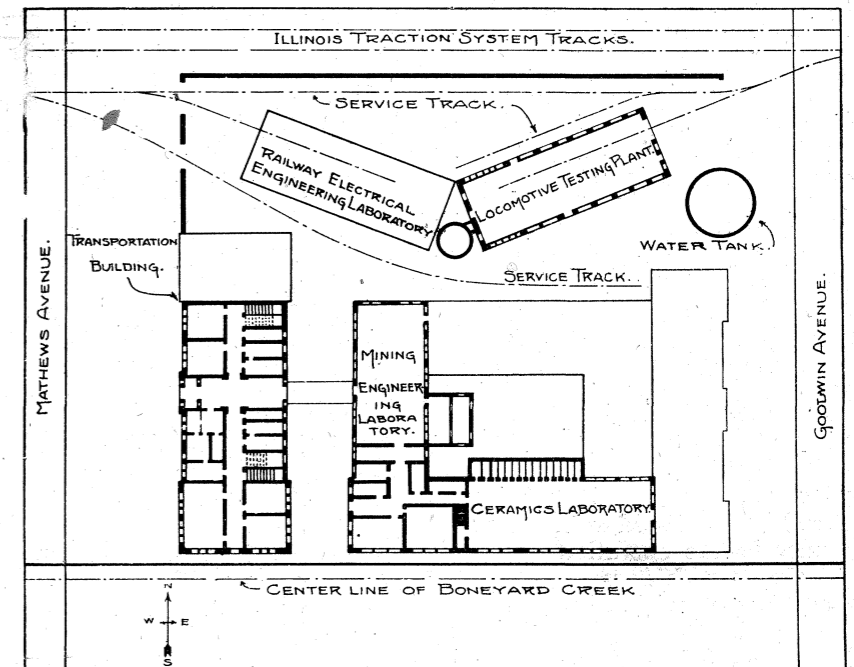 ILLINOIS TRACTION SYSTEM TRACKS.
SERVICE TRACK.
RAILWAY ELECTRICAL
ENGINEERING LABORATORY
LOCOMOTIVE TESTING PLANT.
WATER TANK.
TRANSPORTATION
BUILDING.
SERVICE TRACK.
MATHEWS AVENUE.
GOODWIN AVENUE.
MINING
ENGINEER-
ING
LABORA
TORY.
CERAMICS LABORATORY.
CENTER LINE OF BONEYARD CREEK
N
W E
S